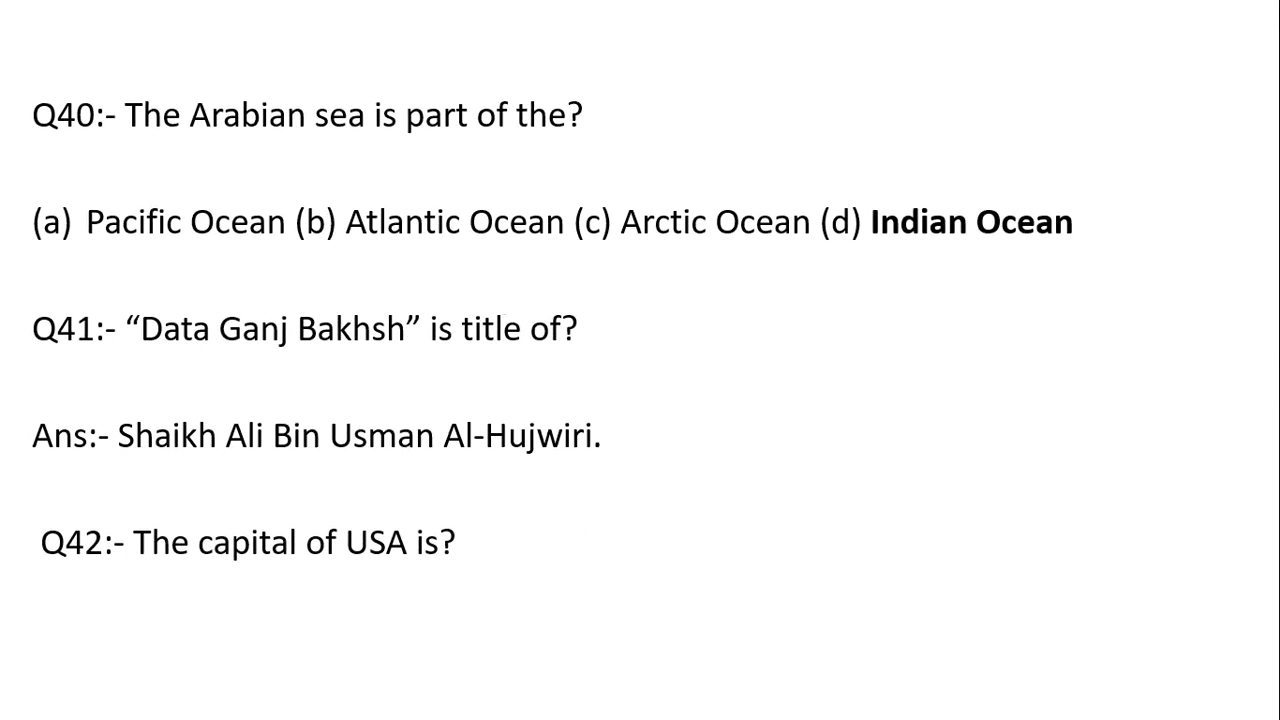 Q40:- The Arabian sea is part of the?
(a) Pacific Ocean (b) Atlantic Ocean (c) Arctic Ocean (d) Indian Ocean
Q41:- “Data Ganj Bakhsh” is title of?
Ans:- Shaikh Ali Bin Usman Al-Hujwiri.
Q42:- The capital of USA is?